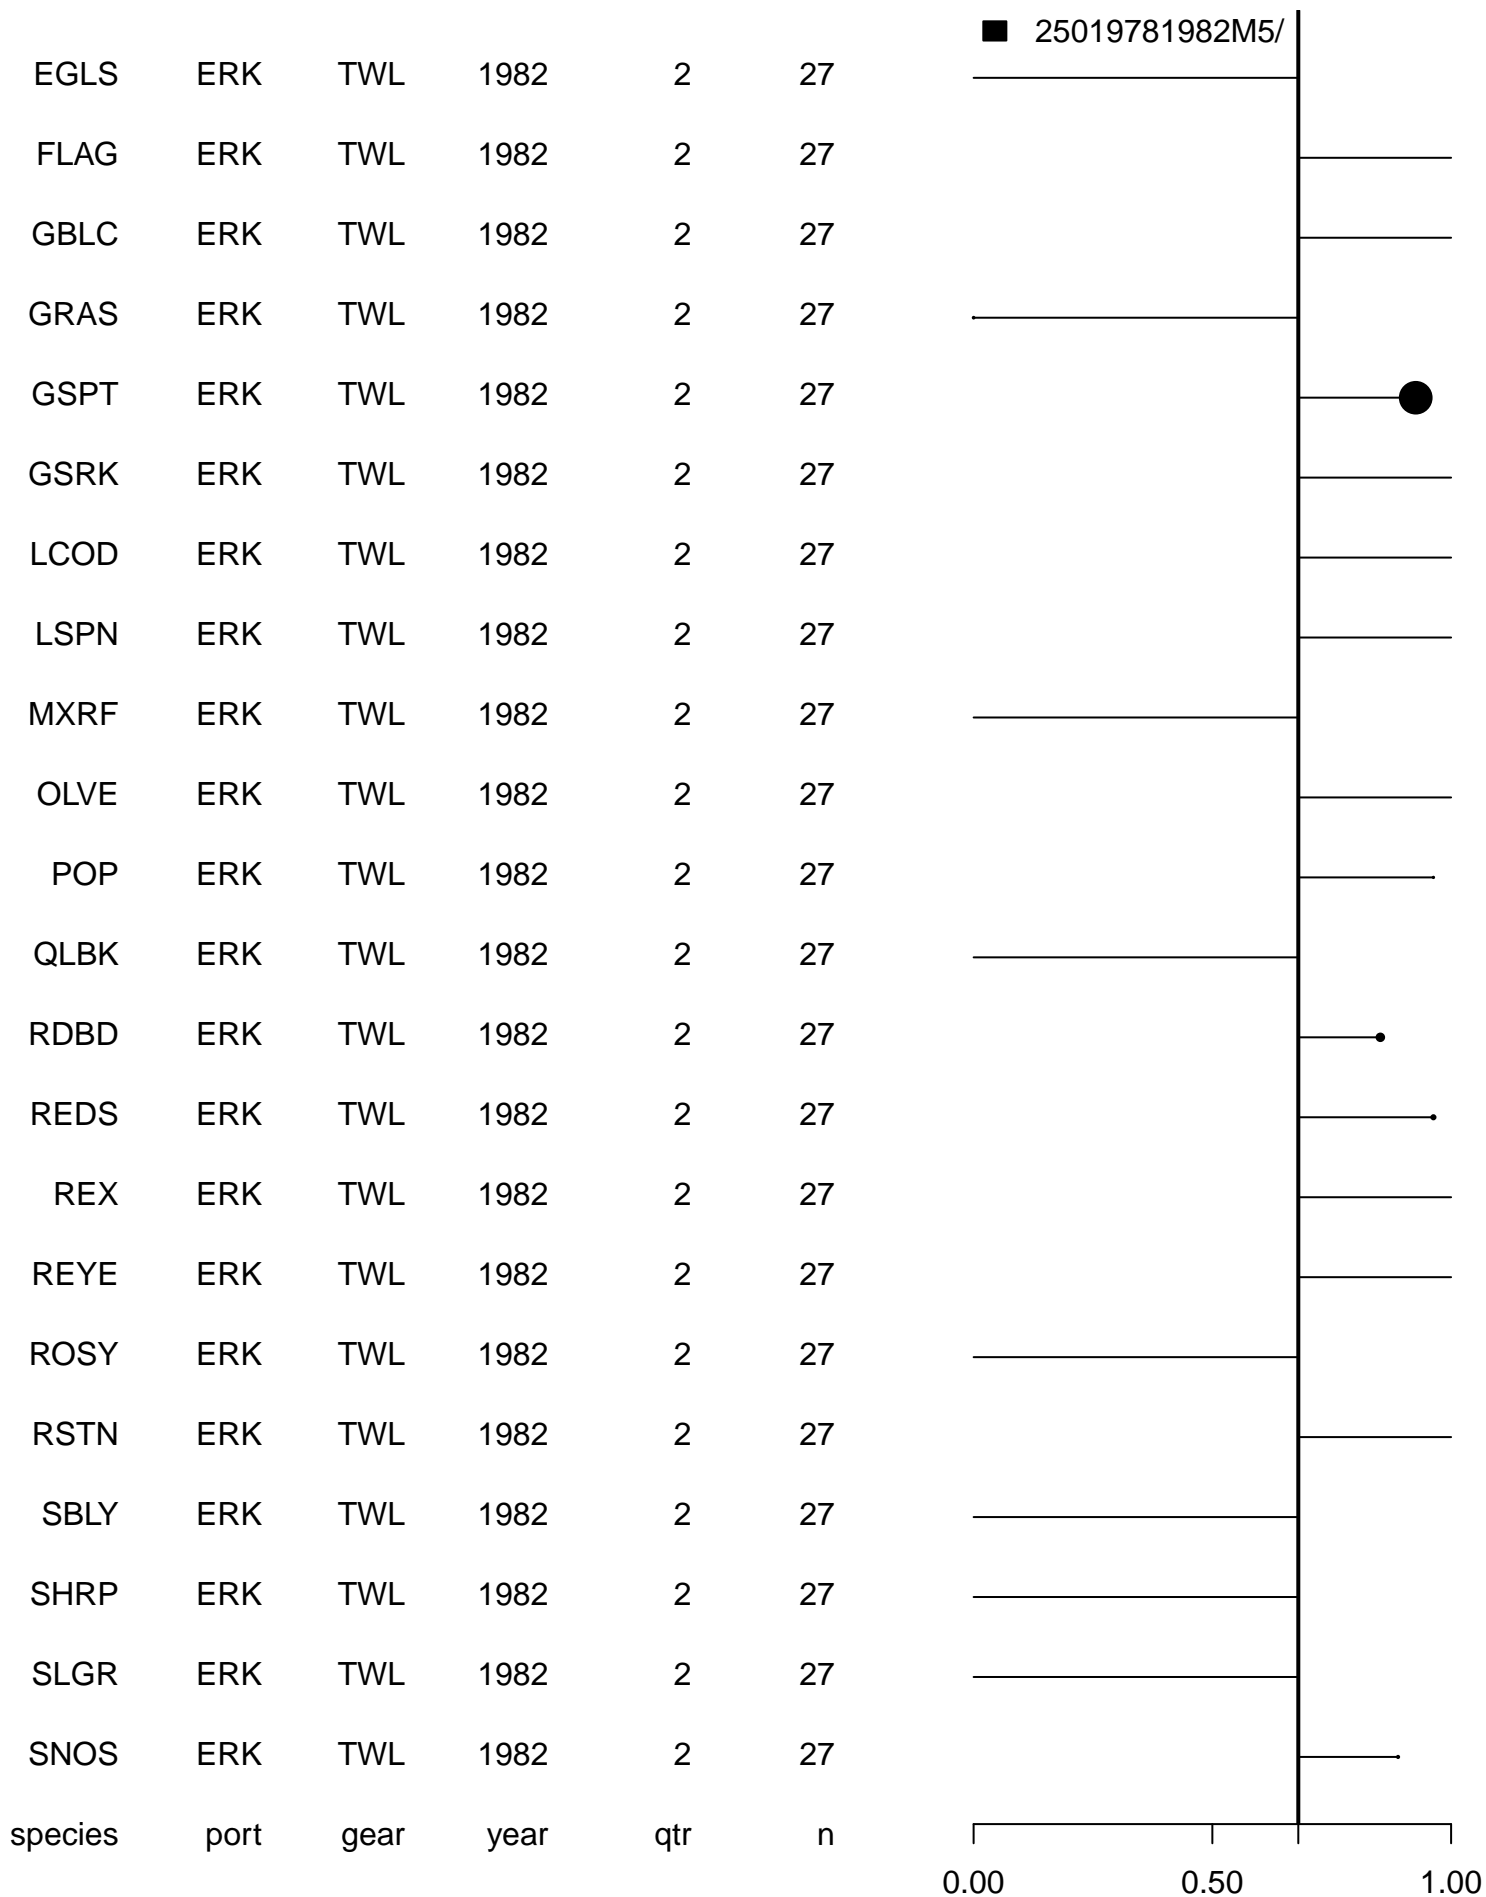 25019781982M5/
EGLS ERK TWL 1982 2 27
FLAG ERK TWL 1982 2 27
GBLC ERK TWL 1982 2 27
GRAS ERK TWL 1982 2 27
GSPT ERK TWL 1982 2 27
GSRK ERK TWL 1982 2 27
LCOD ERK TWL 1982 2 27
LSPN ERK TWL 1982 2 27
MXRF ERK TWL 1982 2 27
OLVE ERK TWL 1982 2 27
POP ERK TWL 1982 2 27
QLBK ERK TWL 1982 2 27
RDBD ERK TWL 1982 2 27
REDS ERK TWL 1982 2 27
REX ERK TWL 1982 2 27
REYE ERK TWL 1982 2 27
ROSY ERK TWL 1982 2 27
RSTN ERK TWL 1982 2 27
SBLY ERK TWL 1982 2 27
SHRP ERK TWL 1982 2 27
SLGR ERK TWL 1982 2 27
SNOS ERK TWL 1982 2 27
species port gear year qtr n
0.00 0.50 1.00